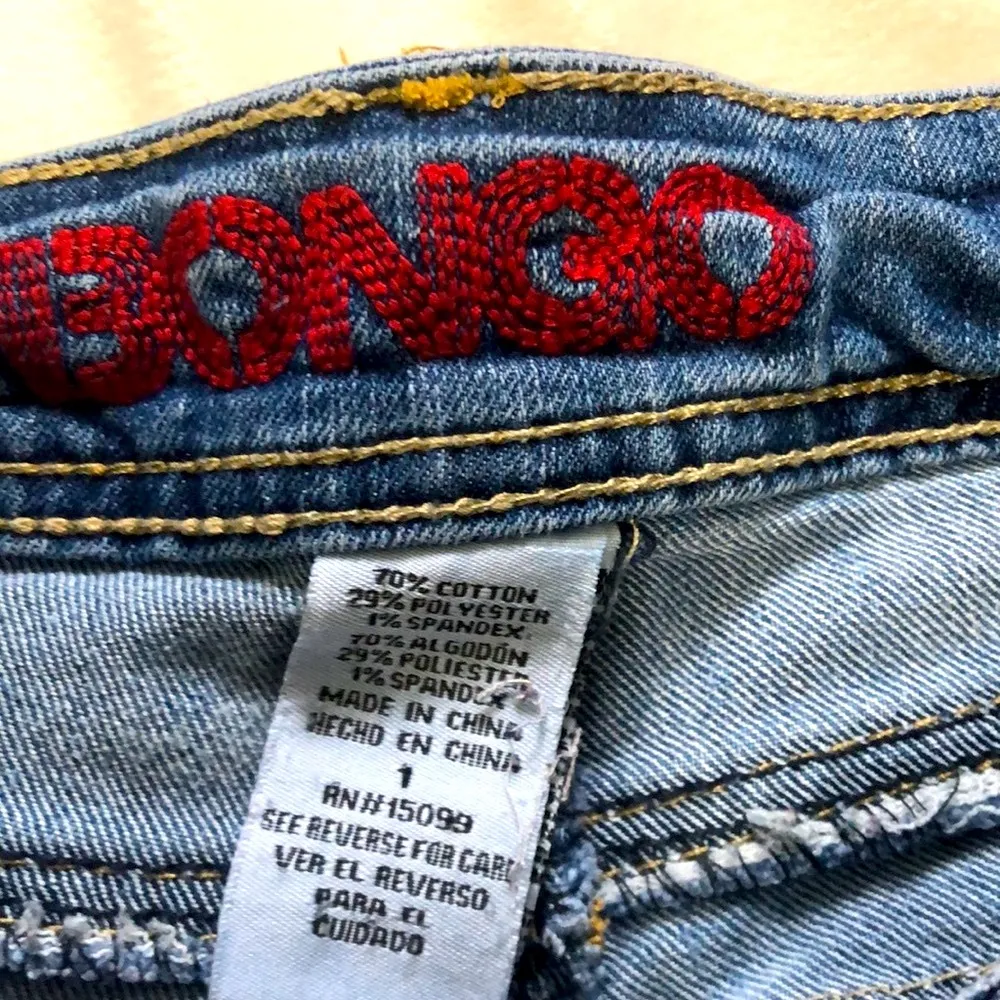 BONGO
70% COTTON
29% POLYESTER
1% SPANDEX
70% ALGODÓN
29% POLIESTER
1% SPANDEX
MADE IN CHINA
HECHO EN CHINA
1
RN#15099
SEE REVERSE FOR CARE
VER EL REVERSO
PARA EL
CUIDADO